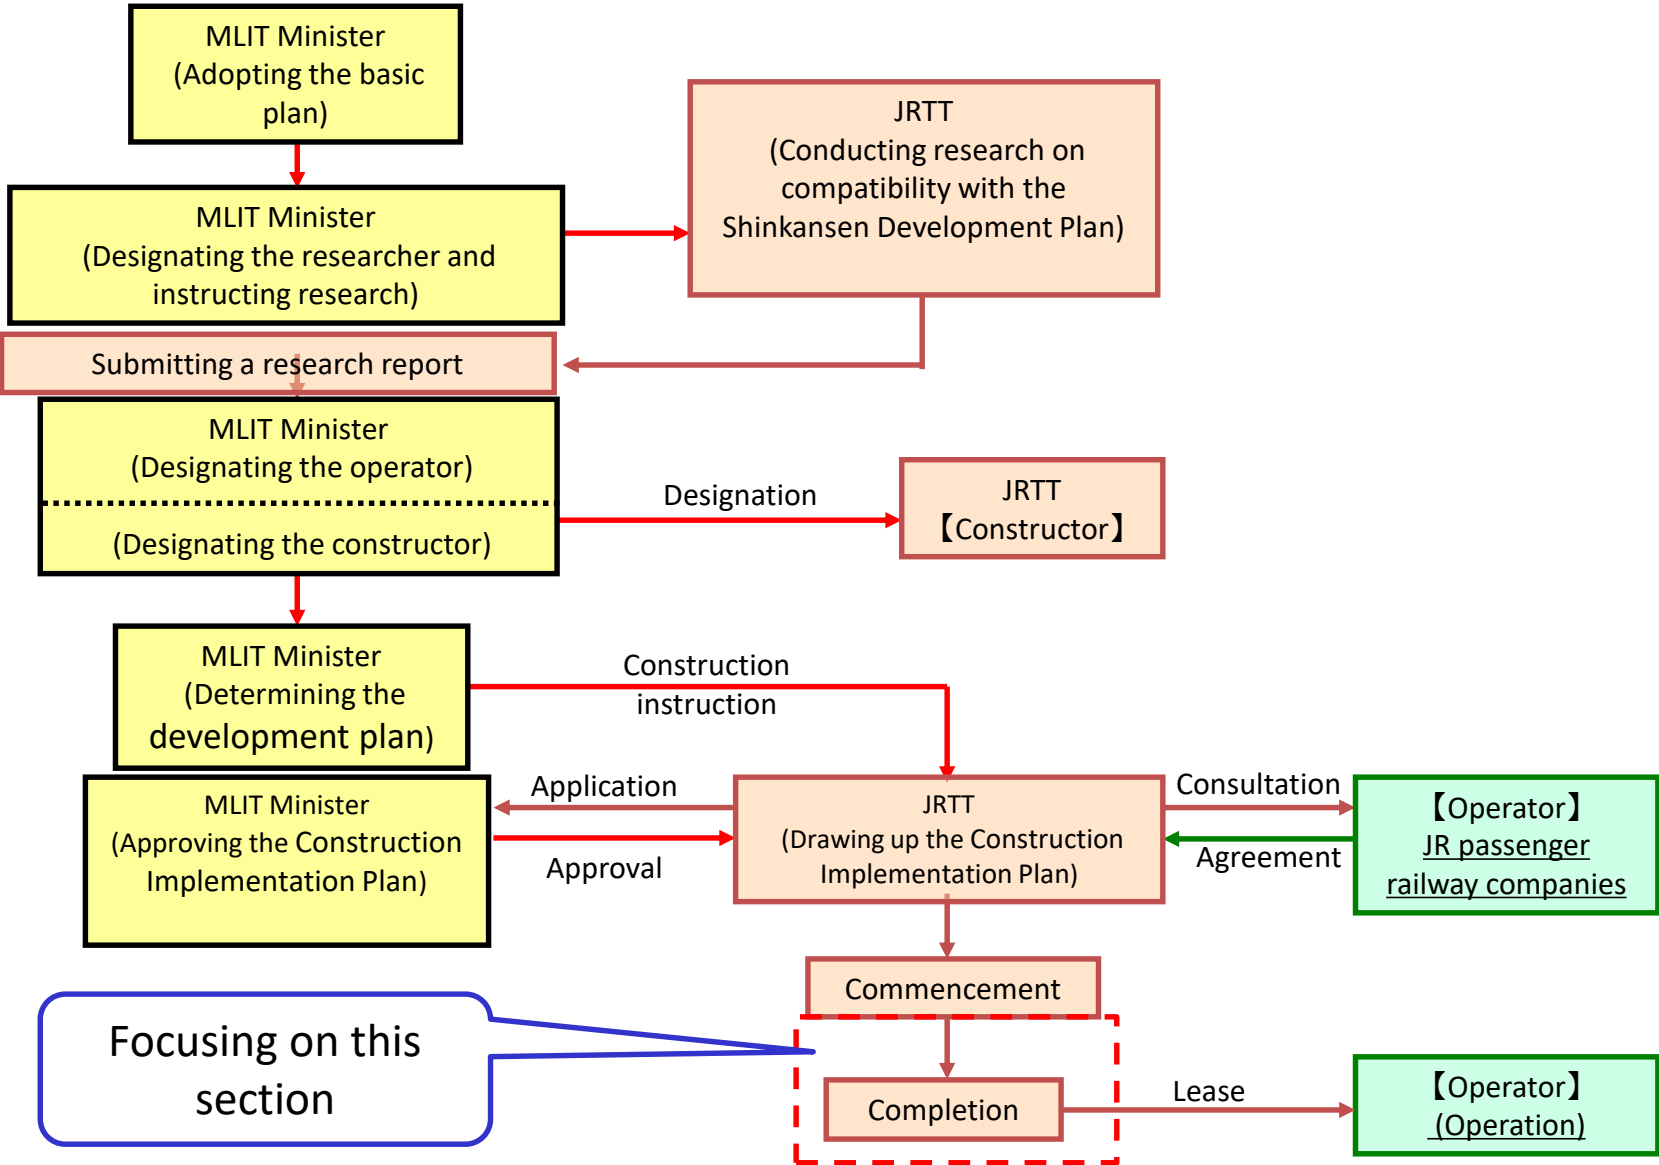 MLIT Minister
(Adopting the basic
plan)
JRTT
(Conducting research on
compatibility with the
Shinkansen Development Plan)
MLIT Minister
(Designating the researcher and
instructing research)
Submitting a research report
MLIT Minister
(Designating the operator)
(Designating the constructor)
Designation
JRTT
【Constructor】
MLIT Minister
(Determining the
development plan)
Construction
instruction
MLIT Minister
(Approving the Construction
Implementation Plan)
Application
Approval
JRTT
(Drawing up the Construction
Implementation Plan)
Consultation
Agreement
【Operator】
JR passenger
railway companies
Commencement
Focusing on this
section
Completion
Lease
【Operator】
(Operation)